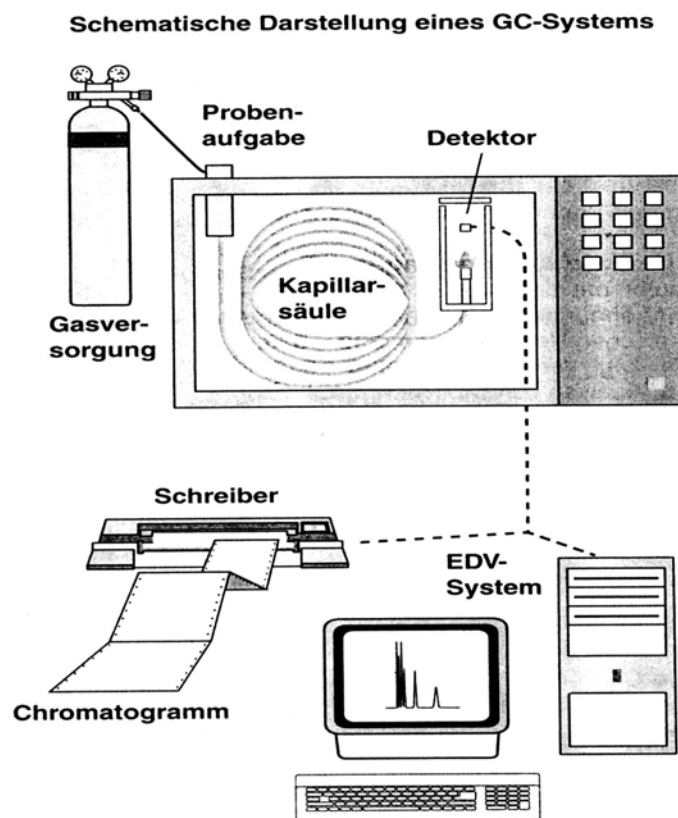 Schematische Darstellung eines GC-Systems
Proben-
aufgabe
Detektor
Kapillar-
säule
Gasver-
sorgung
Schreiber
EDV-
System
Chromatogramm